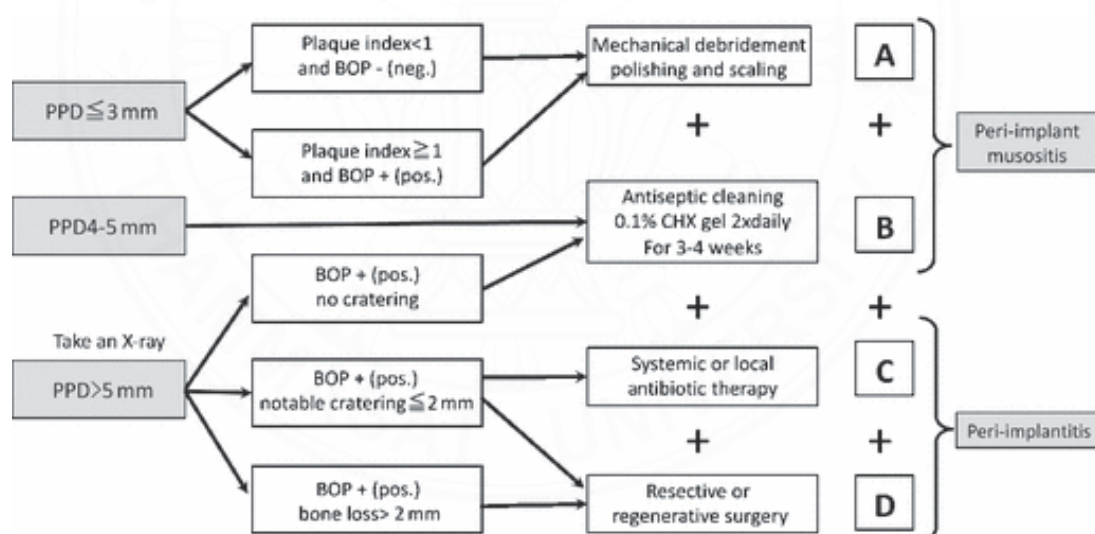 Plaque index<1
and BOP - (neg.)
Mechanical debridement
polishing and scaling
A
PPD≦3 mm
+
+
Peri-implant
musositis
Plaque index≧1
and BOP + (pos.)
PPD4-5 mm
Antiseptic cleaning
0.1% CHX gel 2xdaily
For 3-4 weeks
B
BOP + (pos.)
no cratering
+
+
Take an X-ray
PPD>5 mm
BOP + (pos.)
notable cratering≦2 mm
Systemic or local
antibiotic therapy
C
+
+
Peri-implantitis
BOP + (pos.)
bone loss> 2 mm
Resective or
regenerative surgery
D